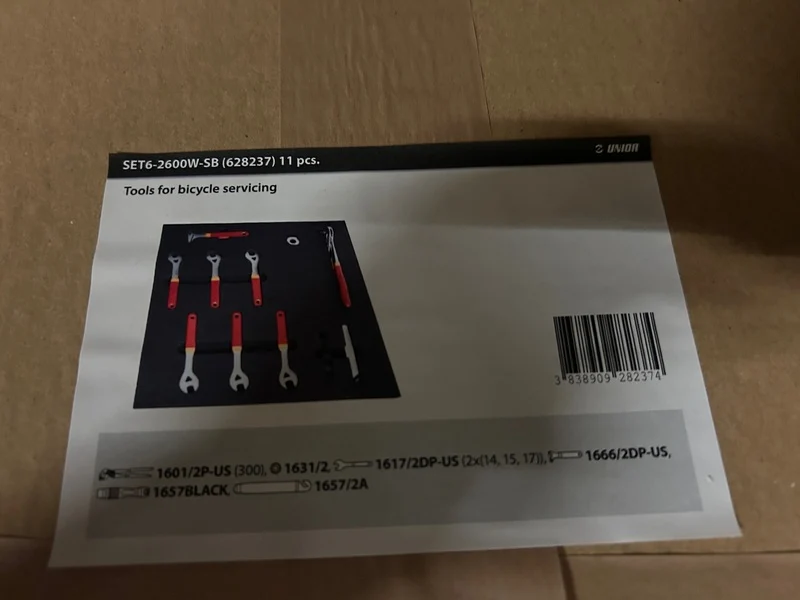 SET6-2600W-SB (628237) 11 pcs.
UNIOR
Tools for bicycle servicing
3 838909 282374
1601/2P-US (300), 1631/2, 1617/2DP-US (2x(14, 15, 17)), 1666/2DP-US,
1657BLACK, 1657/2A